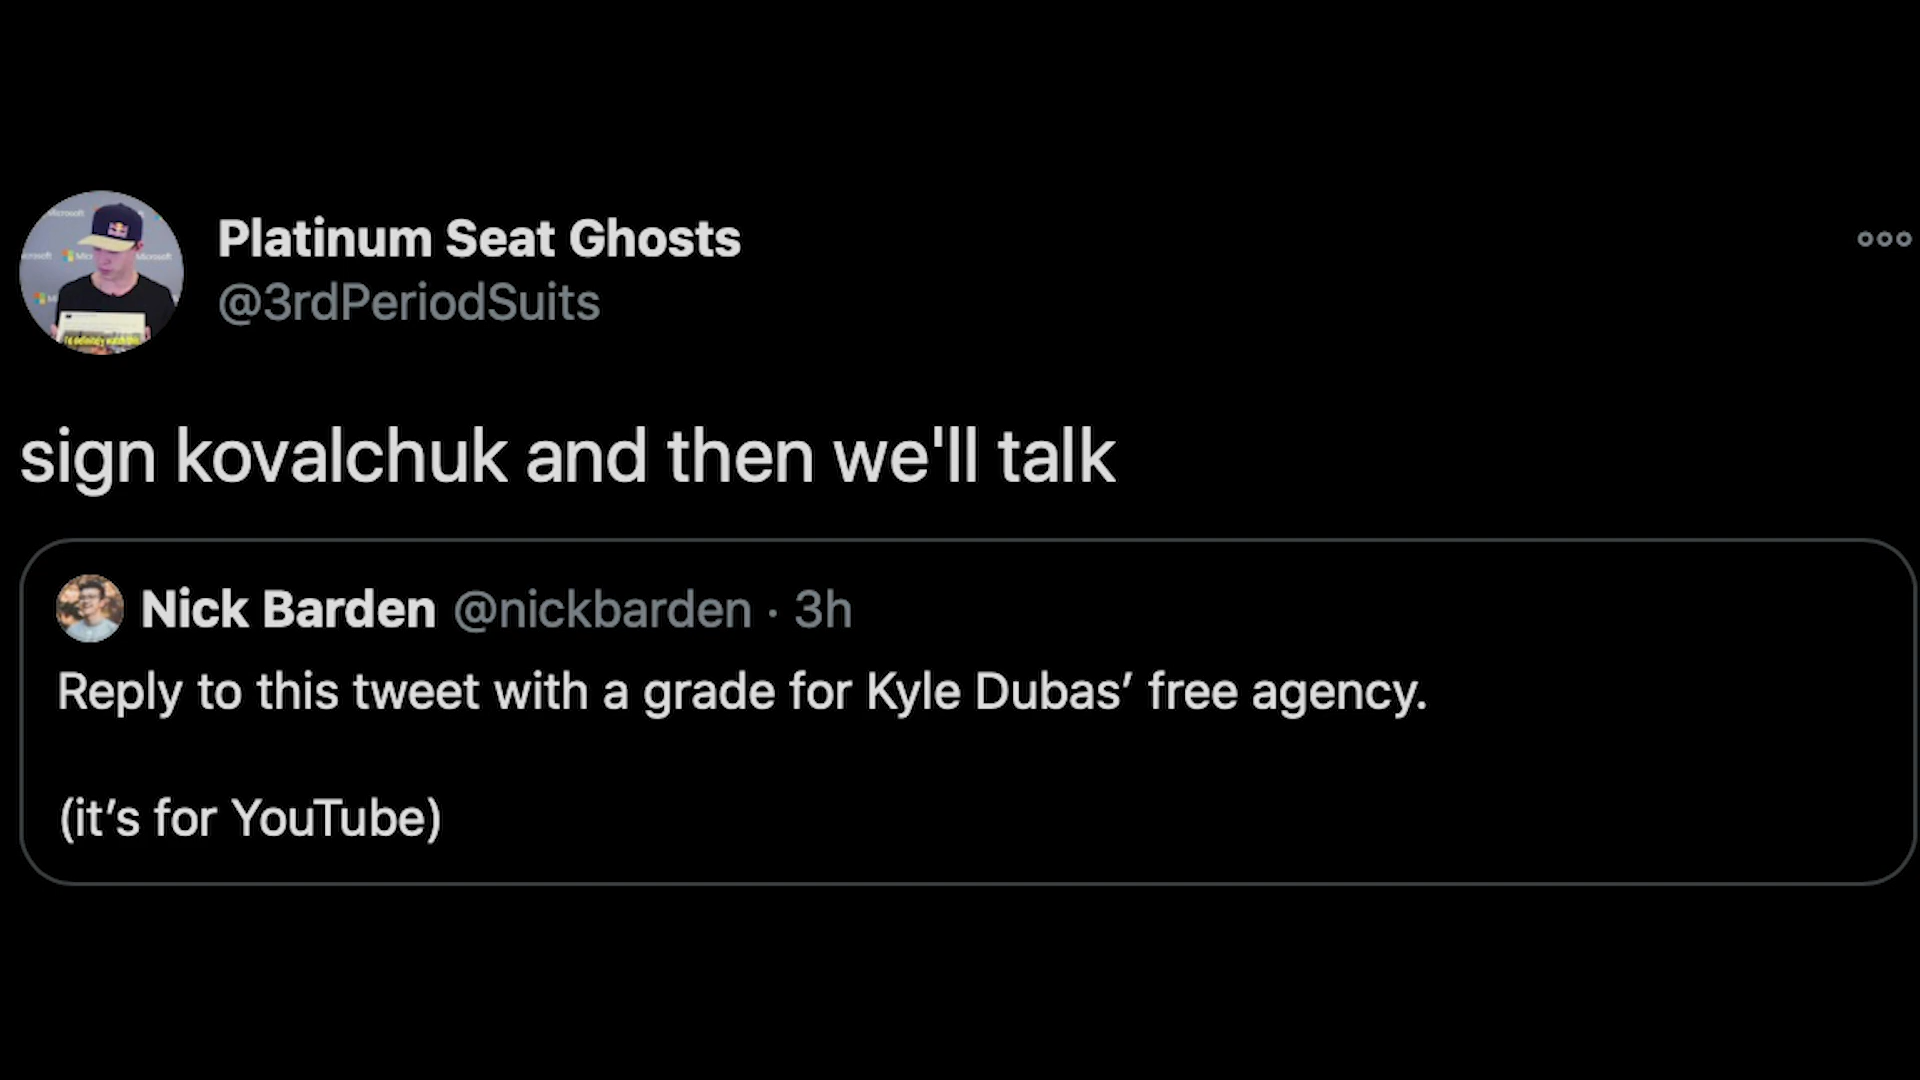 Platinum Seat Ghosts
@3rdPeriodSuits
sign kovalchuk and then we'll talk
Nick Barden @nickbarden · 3h
Reply to this tweet with a grade for Kyle Dubas’ free agency.
(it’s for YouTube)